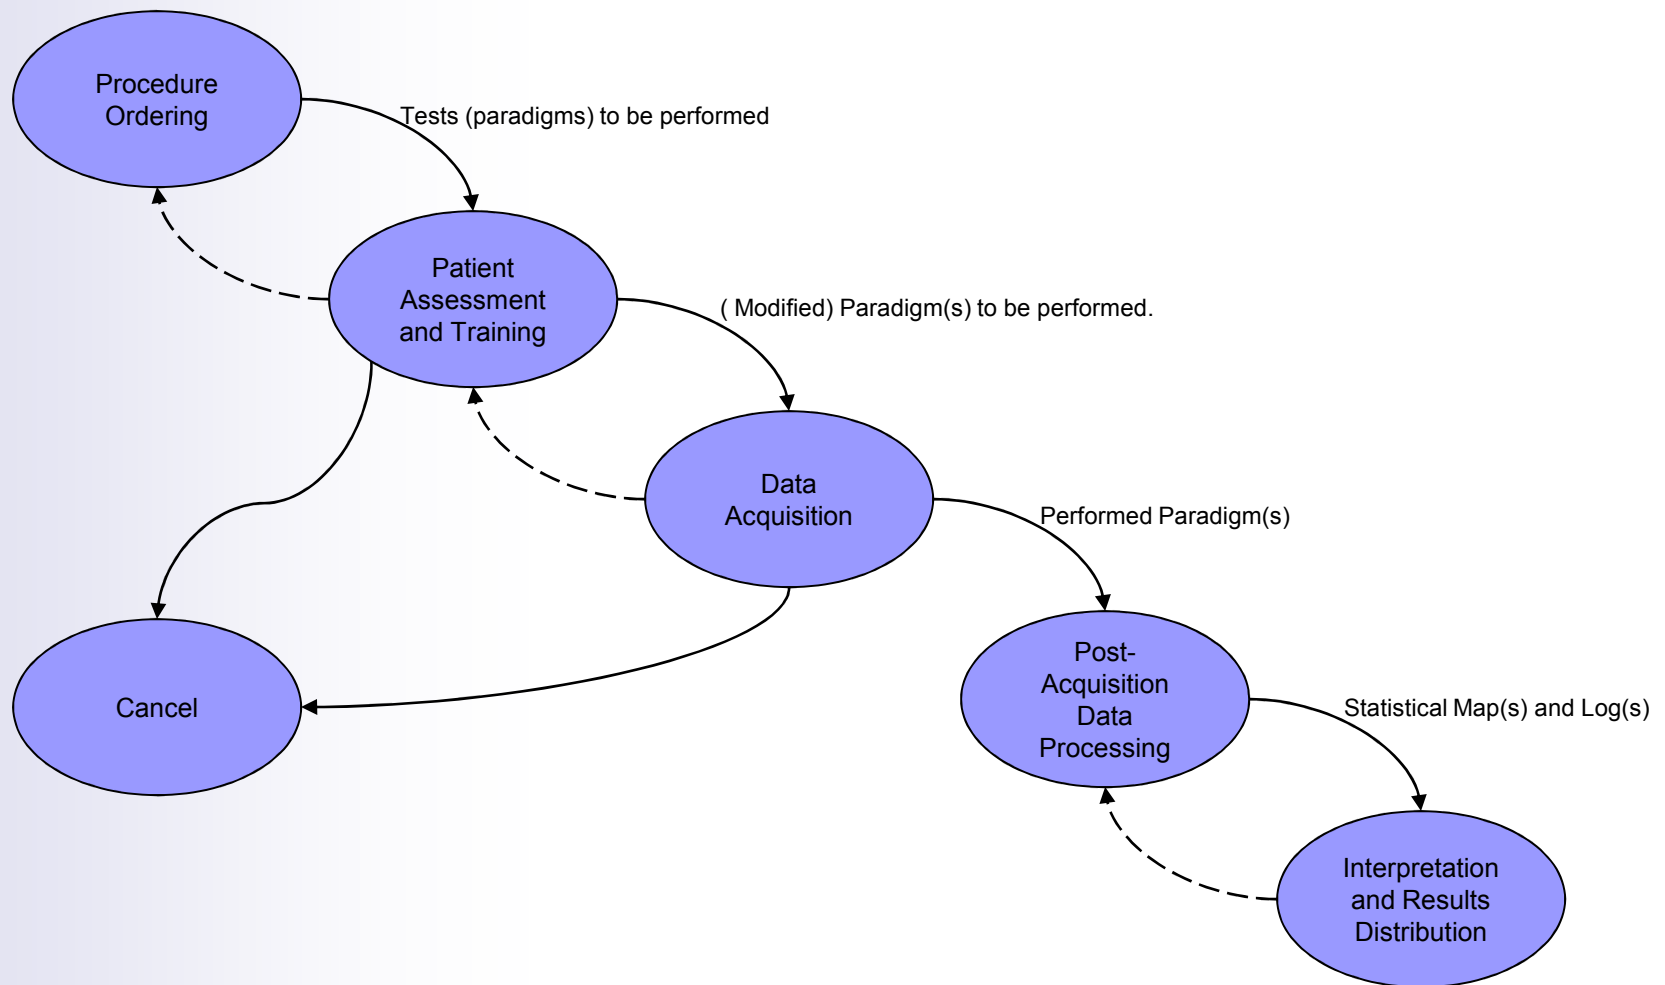 Procedure
Ordering
Tests (paradigms) to be performed
Patient
Assessment
and Training
( Modified) Paradigm(s) to be performed.
Data
Acquisition
Performed Paradigm(s)
Cancel
Post-
Acquisition
Data
Processing
Statistical Map(s) and Log(s)
Interpretation
and Results
Distribution